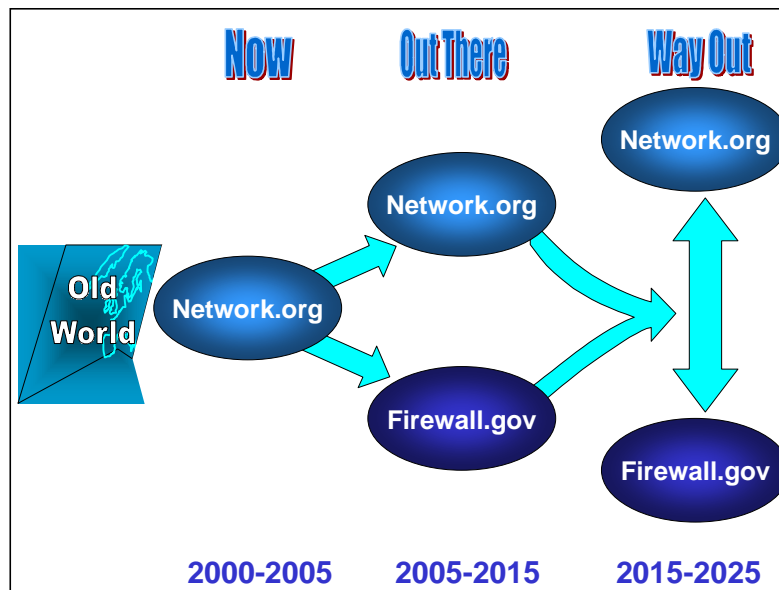 Now
Out There
Way Out
Network.org
Network.org
Old
World
Network.org
Firewall.gov
Firewall.gov
2000-2005
2005-2015
2015-2025